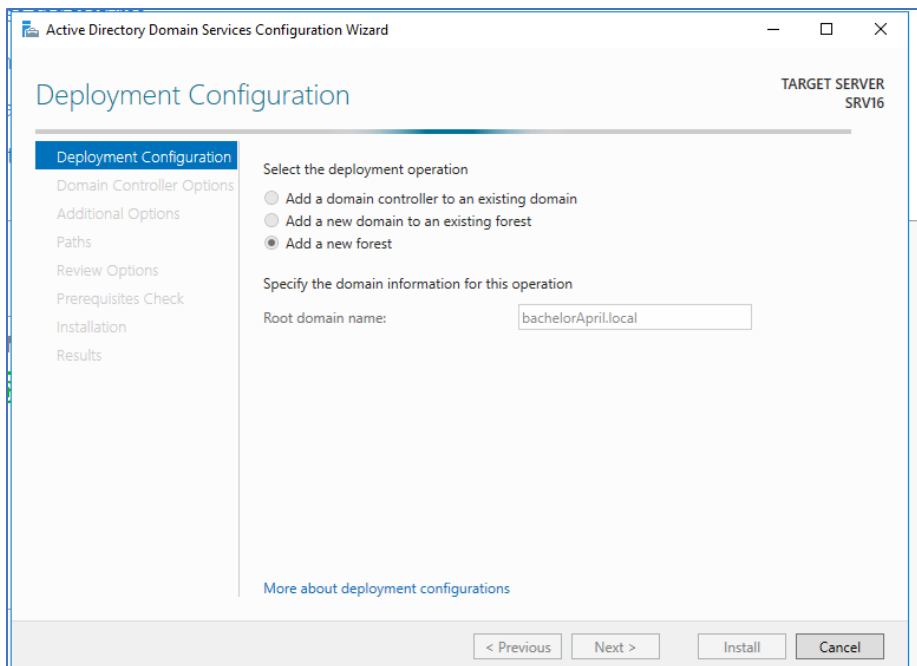 Active Directory Domain Services Configuration Wizard
Deployment Configuration
TARGET SERVER
SRV16
Deployment Configuration
Domain Controller Options
Additional Options
Paths
Review Options
Prerequisites Check
Installation
Results
Select the deployment operation
Add a domain controller to an existing domain
Add a new domain to an existing forest
Add a new forest
Specify the domain information for this operation
Root domain name:
bachelorApril.local
More about deployment configurations
< Previous
Next >
Install
Cancel